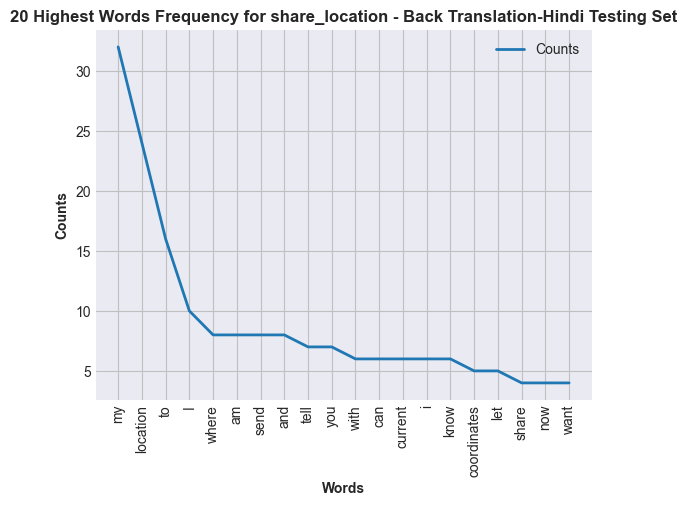 20 Highest Words Frequency for share_location - Back Translation-Hindi Testing Set
Counts
30
25
20
15
10
5
Counts
my
location
to
I
where
am
send
and
tell
you
with
can
current
i
know
coordinates
let
share
now
want
Words